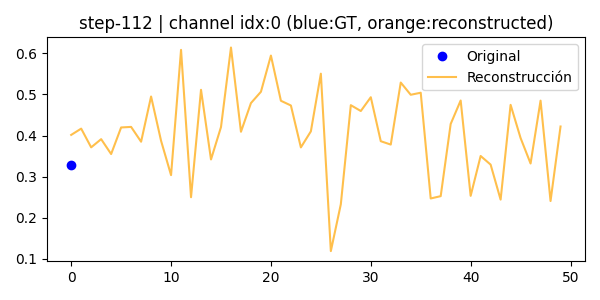 step-112 | channel idx:0 (blue:GT, orange:reconstructed)
Original
Reconstrucción
0.6
0.5
0.4
0.3
0.2
0.1
0 10 20 30 40 50